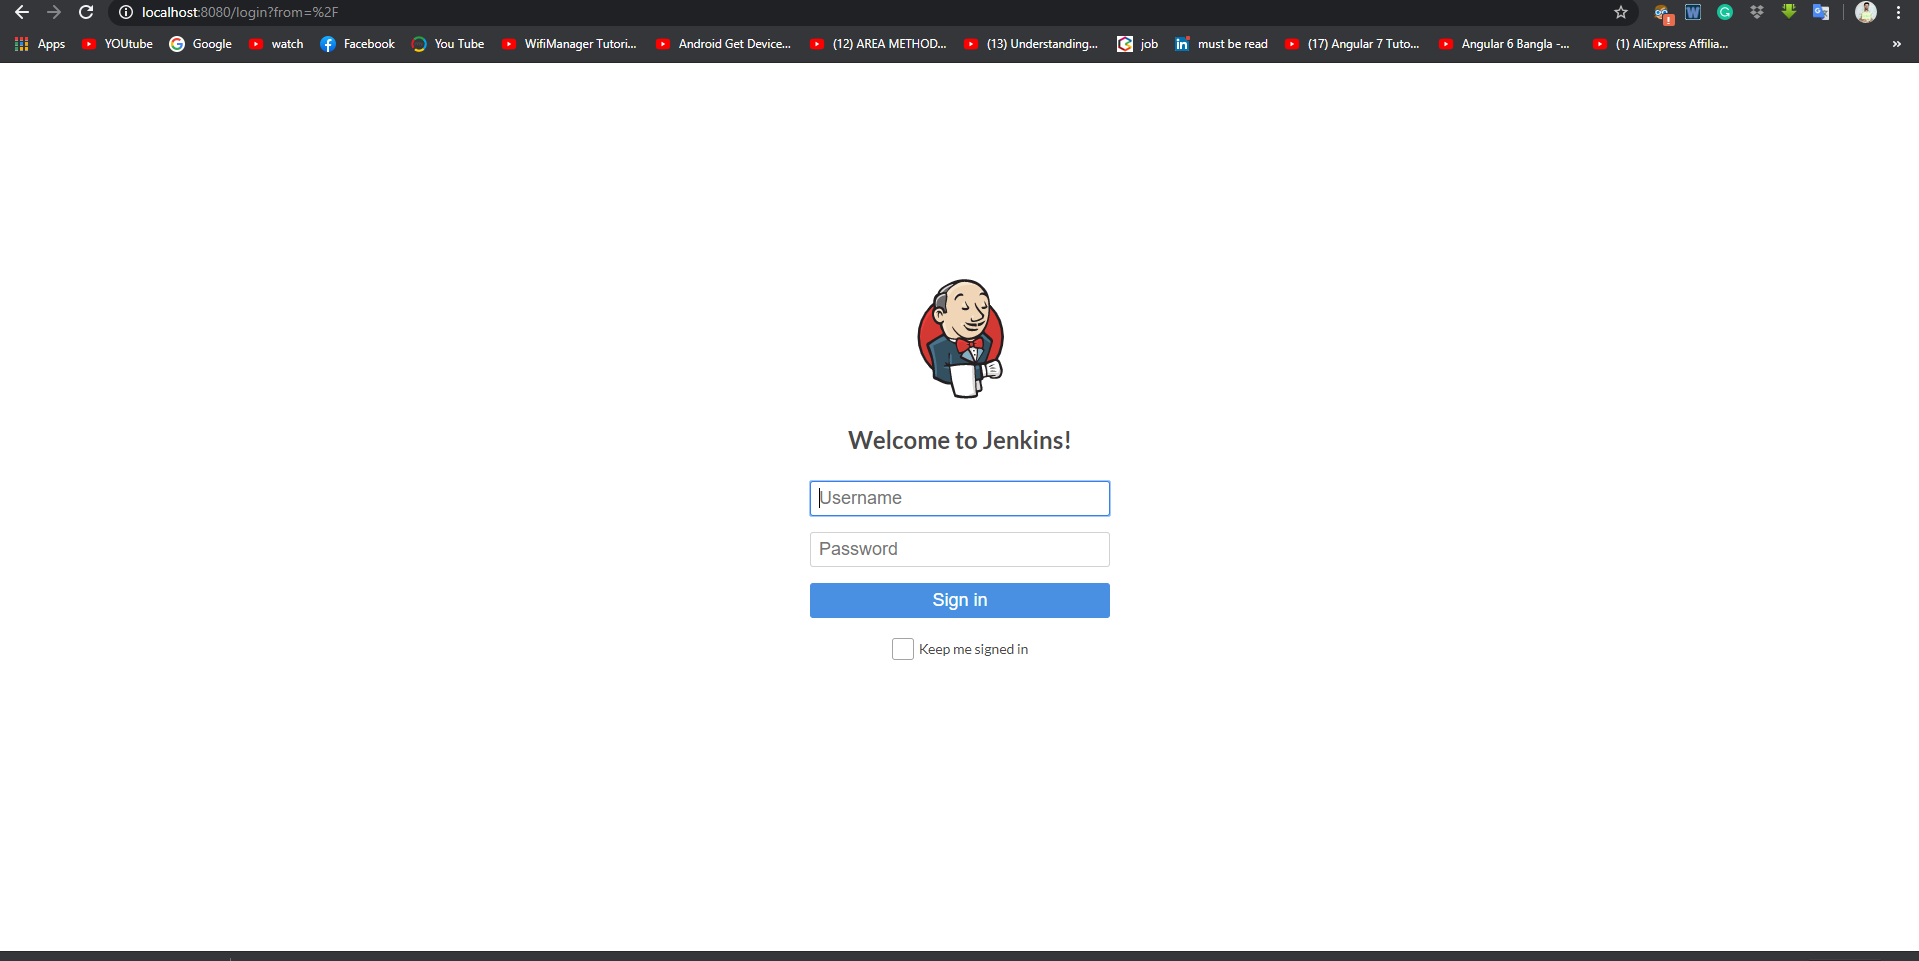 localhost:8080/login?from=%2F
Apps YOUtube Google watch Facebook You Tube WifiManager Tutori... Android Get Device... (12) AREA METHOD... (13) Understanding... job must be read (17) Angular 7 Tuto... Angular 6 Bangla -... (1) AliExpress Affilia... »
Welcome to Jenkins!
Username
Password
Sign in
Keep me signed in